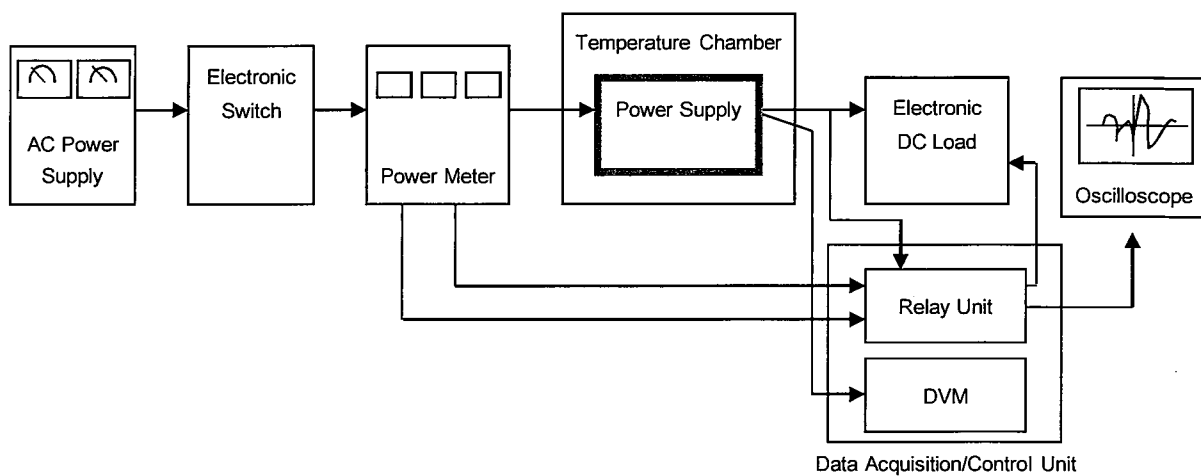 AC Power
Supply
Electronic
Switch
Power Meter
Temperature Chamber
Power Supply
Electronic
DC Load
Oscilloscope
Relay Unit
DVM
Data Acquisition/Control Unit